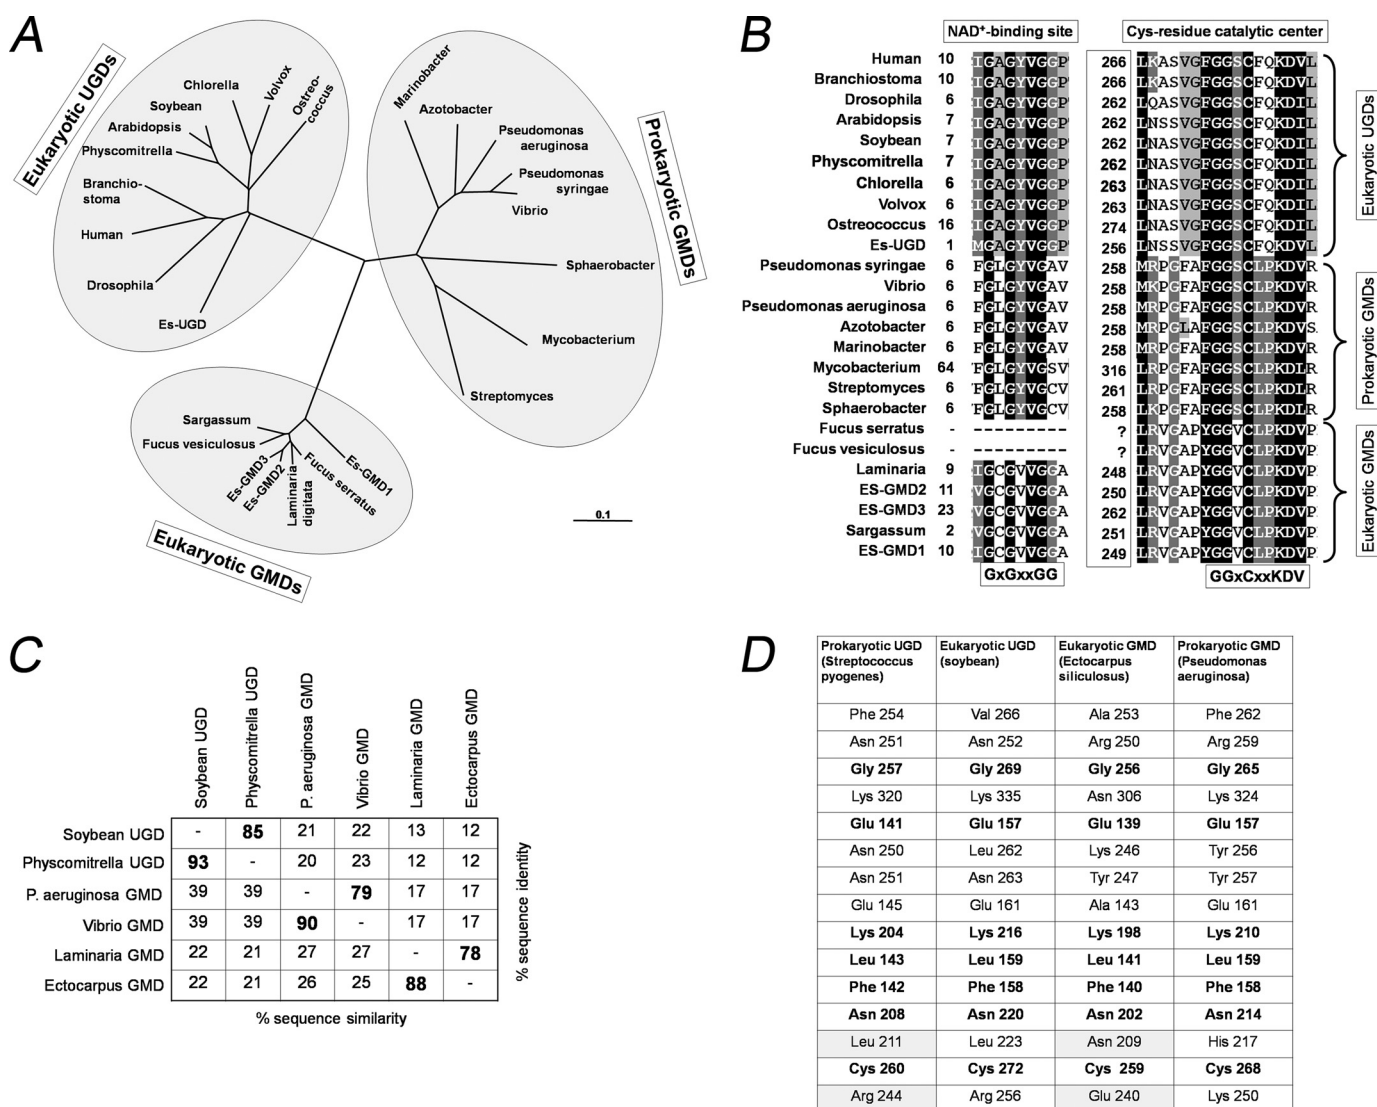 A
Eukaryotic UGDs
Chlorella
Volvox
Ostreo-
coccus
Soybean
Arabidopsis
Physcomitrella
Branchio-
stoma
Human
Drosophila
Es-UGD
Marinobacter
Azotobacter
Pseudomonas
aeruginosa
Pseudomonas
syringae
Vibrio
Sphaerobacter
Mycobacterium
Streptomyces
Prokaryotic GMDs
Sargassum
Fucus vesiculosus
Es-GMD3
Es-GMD2
Laminaria
digitata
Fucus serratus
Es-GMD1
Eukaryotic GMDs
0.1
B
NAD+-binding site Cys-residue catalytic center
Human 10 IGAGYVGGP 266 LKASVGFGGSCFQKDVL
Branchiostoma 10 IGAGYVGGP 266 LKASVGFGGSCFQKDVL
Drosophila 6 IGAGYVGGP 262 LQASVGFGGSCFQKDIL
Arabidopsis 7 IGAGYVGGP 262 LNSSVGFGGSCFQKDIL
Soybean 7 IGAGYVGGP 262 LNASVGFGGSCFQKDIL
Physcomitrella 7 IGAGYVGGP 262 LNASVGFGGSCFQKDIL
Chlorella 6 IGAGYVGGP 263 LNASVGFGGSCFQKDIL
Volvox 6 IGAGYVGGP 263 LNASVGFGGSCFQKDIL
Ostreococcus 16 IGAGYVGGP 274 LNASVGFGGSCFQKDIL
Es-UGD 1 MGAGYVGGP 256 LNSSVGFGGSCFQKDVL
Pseudomonas syringae 6 FGLGYVGAV 258 MRPGFAFGGSCLPKDVR
Vibrio 6 FGLGYVGAV 258 MKPGFAFGGSCLPKDVR
Pseudomonas aeruginosa 6 FGLGYVGAV 258 MRPGFAFGGSCLPKDVR
Azotobacter 6 FGLGYVGAV 258 MRPGLAFGGSCLPKDVS
Marinobacter 6 FGLGYVGAV 258 MRPGFAFGGSCLPKDVR
Mycobacterium 64 FGLGYVGSV 316 LRPGFAFGGSCLPKDLR
Streptomyces 6 FGLGYVGCV 261 LRPGFAFGGSCLPKDLR
Sphaerobacter 6 FGLGYVGCV 258 LKPGFAFGGSCLPKDLR
Fucus serratus - --------- ? LRVGAPYGGVCLPKDVP
Fucus vesiculosus - --------- ? LRVGAPYGGVCLPKDVP
Laminaria 9 IGCGVVGGA 248 LRVGAPYGGVCLPKDVP
ES-GMD2 11 VGCGVVGGA 250 LRVGAPYGGVCLPKDVP
ES-GMD3 23 VGCGVVGGA 262 LRVGAPYGGVCLPKDVP
Sargassum 2 VGCGVVGGA 251 LRVGAPYGGVCLPKDVP
ES-GMD1 10 IGCGVVGGA 249 LRVGAPYGGVCLPKDVP
GxGxxGG GGxCxxKDV
Eukaryotic UGDs
Prokaryotic GMDs
Eukaryotic GMDs
C
Soybean UGD
Physcomitrella UGD
P. aeruginosa GMD
Vibrio GMD
Laminaria GMD
Ectocarpus GMD
Soybean UGD - 85 21 22 13 12
Physcomitrella UGD 93 - 20 23 12 12
P. aeruginosa GMD 39 39 - 79 17 17
Vibrio GMD 39 39 90 - 17 17
Laminaria GMD 22 21 27 27 - 78
Ectocarpus GMD 22 21 26 25 88 -
% sequence identity
% sequence similarity
D
Prokaryotic UGD Eukaryotic UGD Eukaryotic GMD Prokaryotic GMD
(Streptococcus (soybean) (Ectocarpus (Pseudomonas
pyogenes) siliculosus) aeruginosa)
Phe 254 Val 266 Ala 253 Phe 262
Asn 251 Asn 252 Arg 250 Arg 259
Gly 257 Gly 269 Gly 256 Gly 265
Lys 320 Lys 335 Asn 306 Lys 324
Glu 141 Glu 157 Glu 139 Glu 157
Asn 250 Leu 262 Lys 246 Tyr 256
Asn 251 Asn 263 Tyr 247 Tyr 257
Glu 145 Glu 161 Ala 143 Glu 161
Lys 204 Lys 216 Lys 198 Lys 210
Leu 143 Leu 159 Leu 141 Leu 159
Phe 142 Phe 158 Phe 140 Phe 158
Asn 208 Asn 220 Asn 202 Asn 214
Leu 211 Leu 223 Asn 209 His 217
Cys 260 Cys 272 Cys 259 Cys 268
Arg 244 Arg 256 Glu 240 Lys 250